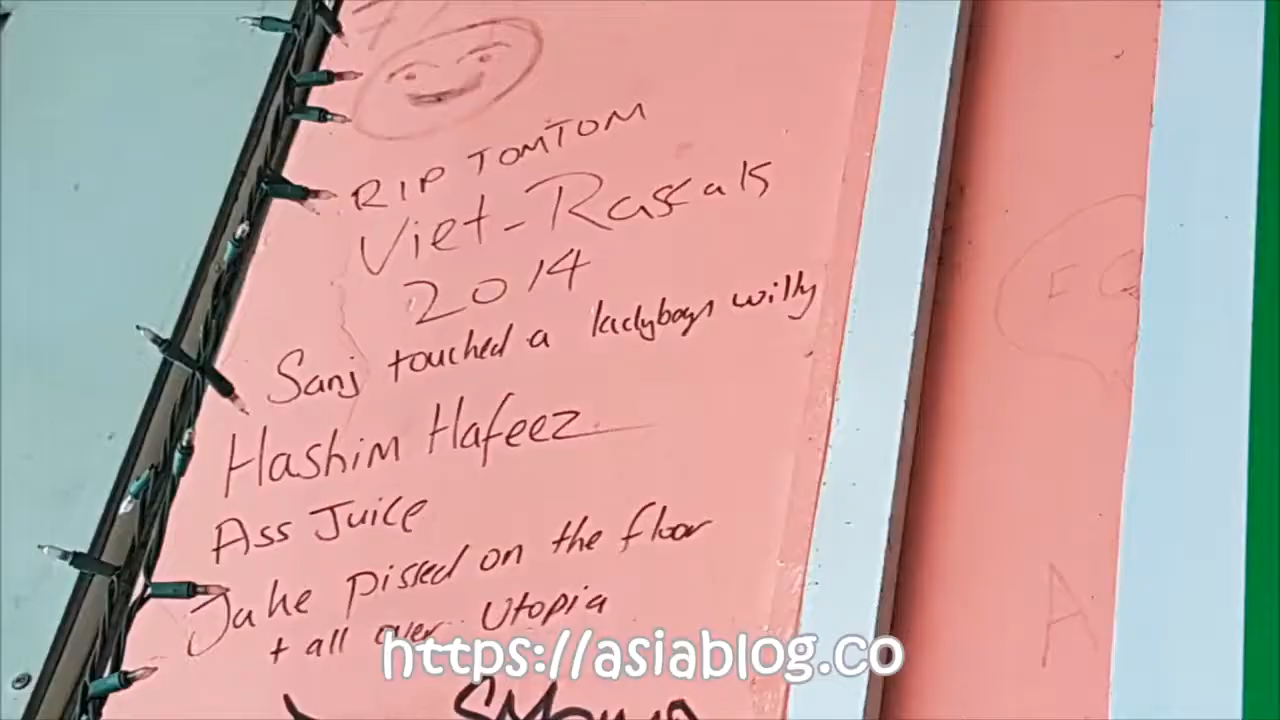 RIP TOMTOM
Viet-Rascals
2014
Sanj touched a ladyboys willy
Hashim Hafeez
Ass Juice
Jake pissed on the floor
+ all over Utopia
https://asiablog.co
A